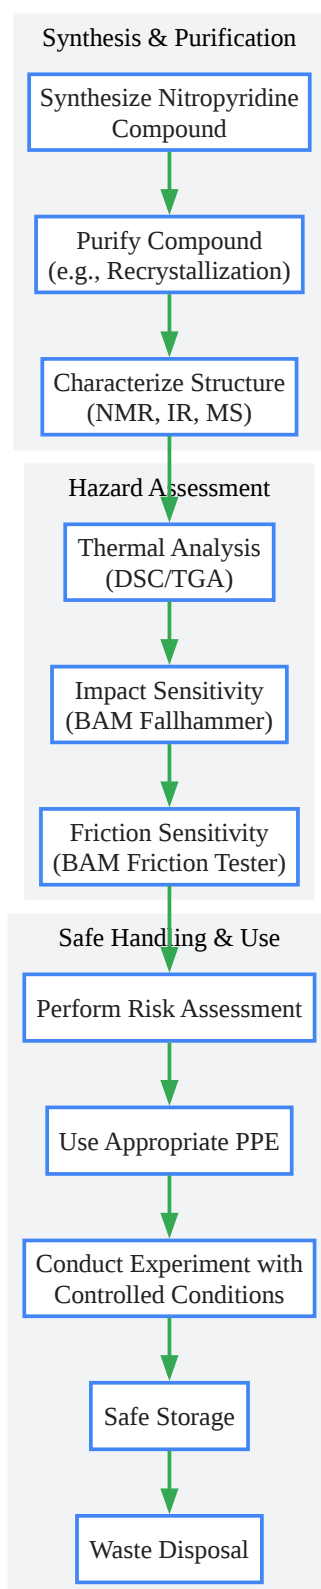 Synthesis & Purification
Synthesize Nitropyridine
Compound
Purify Compound
(e.g., Recrystallization)
Characterize Structure
(NMR, IR, MS)
Hazard Assessment
Thermal Analysis
(DSC/TGA)
Impact Sensitivity
(BAM Fallhammer)
Friction Sensitivity
(BAM Friction Tester)
Safe Handling & Use
Perform Risk Assessment
Use Appropriate PPE
Conduct Experiment with
Controlled Conditions
Safe Storage
Waste Disposal